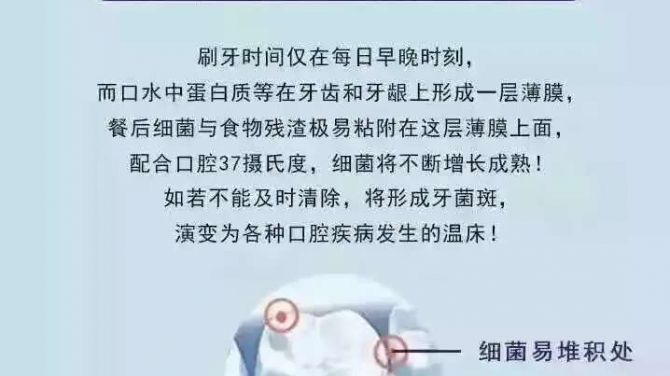 刷牙时间仅在每日早晚时刻，
而口水中蛋白质等在牙齿和牙龈上形成一层薄膜，
餐后细菌与食物残渣极易粘附在这层薄膜上面，
配合口腔37摄氏度，细菌将不断增长成熟！
如若不能及时清除，将形成牙菌斑，
演变为各种口腔疾病发生的温床！
细菌易堆积处